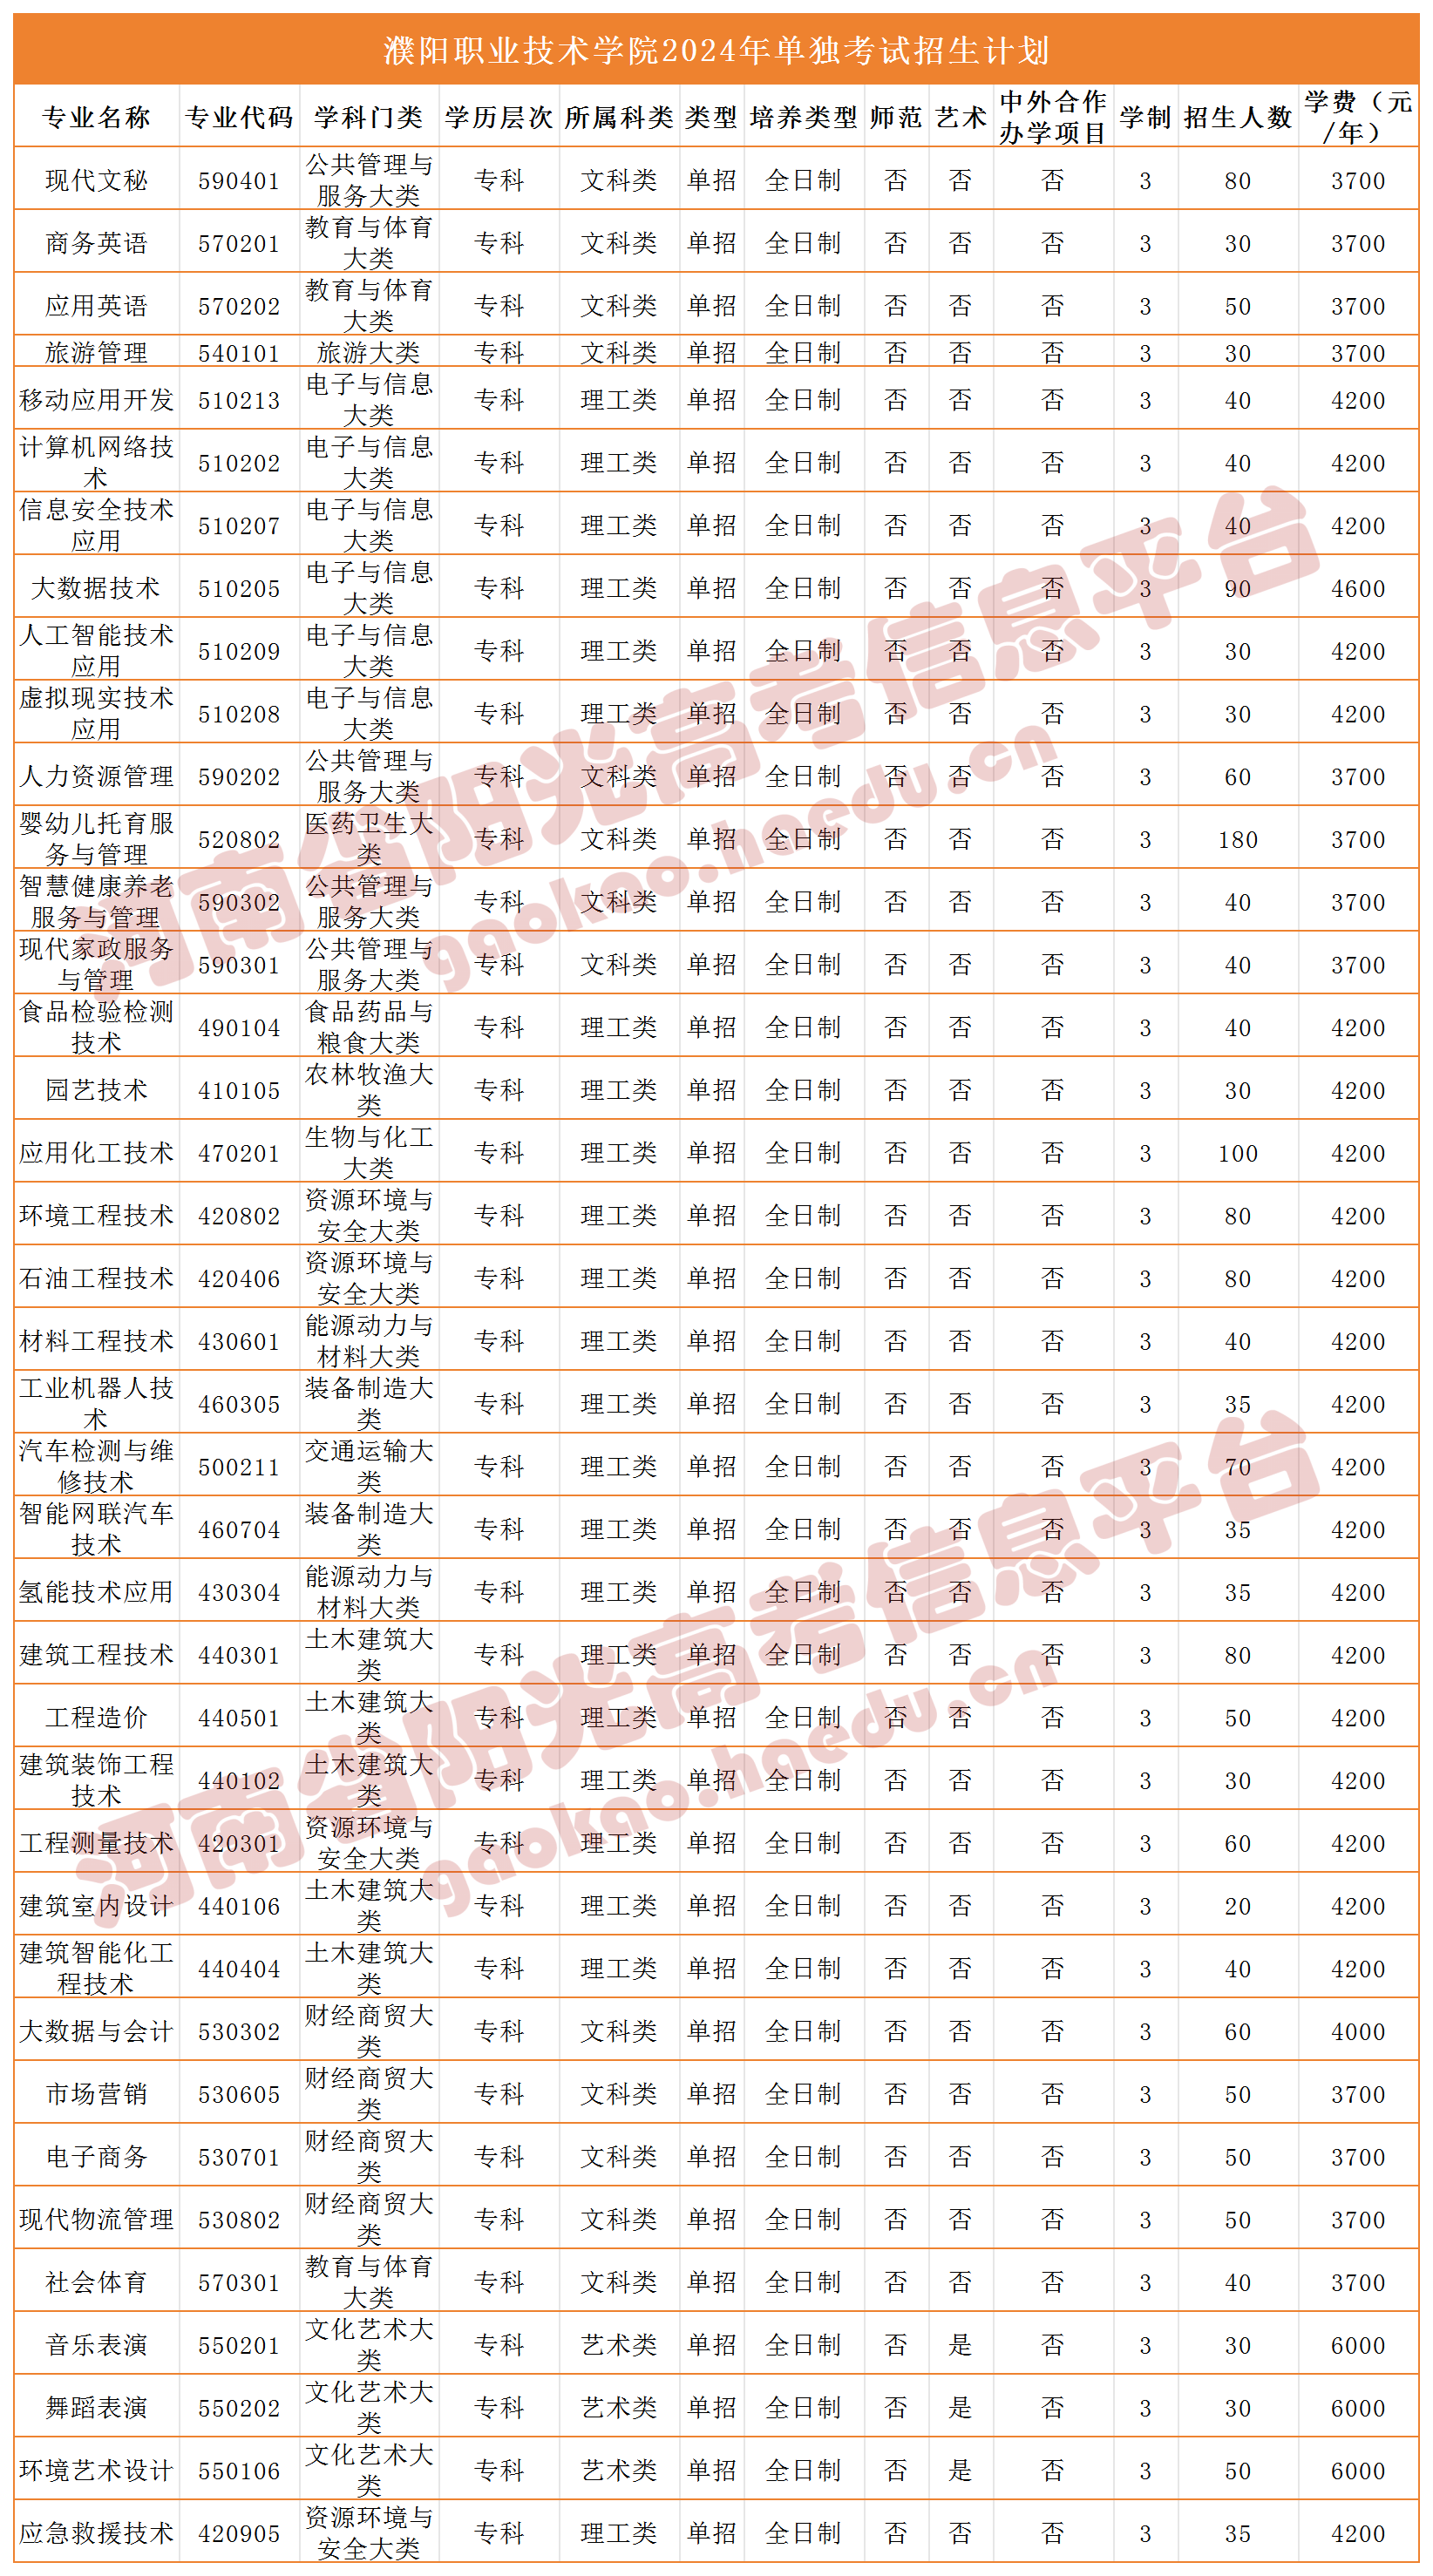 濮阳职业技术学院2024年单独考试招生计划
专业名称 专业代码 学科门类 学历层次 所属科类 类型 培养类型 师范 艺术 中外合作办学项目 学制 招生人数 学费（元/年）
现代文秘 590401 公共管理与服务大类 专科 文科类 单招 全日制 否 否 否 3 80 3700
商务英语 570201 教育与体育大类 专科 文科类 单招 全日制 否 否 否 3 30 3700
应用英语 570202 教育与体育大类 专科 文科类 单招 全日制 否 否 否 3 50 3700
旅游管理 540101 旅游大类 专科 文科类 单招 全日制 否 否 否 3 30 3700
移动应用开发 510213 电子与信息大类 专科 理工类 单招 全日制 否 否 否 3 40 4200
计算机网络技术 510202 电子与信息大类 专科 理工类 单招 全日制 否 否 否 3 40 4200
信息安全技术应用 510207 电子与信息大类 专科 理工类 单招 全日制 否 否 否 3 40 4200
大数据技术 510205 电子与信息大类 专科 理工类 单招 全日制 否 否 否 3 90 4600
人工智能技术应用 510209 电子与信息大类 专科 理工类 单招 全日制 否 否 否 3 30 4200
虚拟现实技术应用 510208 电子与信息大类 专科 理工类 单招 全日制 否 否 否 3 30 4200
人力资源管理 590202 公共管理与服务大类 专科 文科类 单招 全日制 否 否 否 3 60 3700
婴幼儿托育服务与管理 520802 医药卫生大类 专科 文科类 单招 全日制 否 否 否 3 180 3700
智慧健康养老服务与管理 590302 公共管理与服务大类 专科 文科类 单招 全日制 否 否 否 3 40 3700
现代家政服务与管理 590301 公共管理与服务大类 专科 文科类 单招 全日制 否 否 否 3 40 3700
食品检验检测技术 490104 食品药品与粮食大类 专科 理工类 单招 全日制 否 否 否 3 40 4200
园艺技术 410105 农林牧渔大类 专科 理工类 单招 全日制 否 否 否 3 30 4200
应用化工技术 470201 生物与化工大类 专科 理工类 单招 全日制 否 否 否 3 100 4200
环境工程技术 420802 资源环境与安全大类 专科 理工类 单招 全日制 否 否 否 3 80 4200
石油工程技术 420406 资源环境与安全大类 专科 理工类 单招 全日制 否 否 否 3 80 4200
材料工程技术 430601 能源动力与材料大类 专科 理工类 单招 全日制 否 否 否 3 40 4200
工业机器人技术 460305 装备制造大类 专科 理工类 单招 全日制 否 否 否 3 35 4200
汽车检测与维修技术 500211 交通运输大类 专科 理工类 单招 全日制 否 否 否 3 70 4200
智能网联汽车技术 460704 装备制造大类 专科 理工类 单招 全日制 否 否 否 3 35 4200
氢能技术应用 430304 能源动力与材料大类 专科 理工类 单招 全日制 否 否 否 3 35 4200
建筑工程技术 440301 土木建筑大类 专科 理工类 单招 全日制 否 否 否 3 80 4200
工程造价 440501 土木建筑大类 专科 理工类 单招 全日制 否 否 否 3 50 4200
建筑装饰工程技术 440102 土木建筑大类 专科 理工类 单招 全日制 否 否 否 3 30 4200
工程测量技术 420301 资源环境与安全大类 专科 理工类 单招 全日制 否 否 否 3 60 4200
建筑室内设计 440106 土木建筑大类 专科 理工类 单招 全日制 否 否 否 3 20 4200
建筑智能化工程技术 440404 土木建筑大类 专科 理工类 单招 全日制 否 否 否 3 40 4200
大数据与会计 530302 财经商贸大类 专科 文科类 单招 全日制 否 否 否 3 60 4000
市场营销 530605 财经商贸大类 专科 文科类 单招 全日制 否 否 否 3 50 3700
电子商务 530701 财经商贸大类 专科 文科类 单招 全日制 否 否 否 3 50 3700
现代物流管理 530802 财经商贸大类 专科 文科类 单招 全日制 否 否 否 3 50 3700
社会体育 570301 教育与体育大类 专科 文科类 单招 全日制 否 否 否 3 40 3700
音乐表演 550201 文化艺术大类 专科 艺术类 单招 全日制 否 是 否 3 30 6000
舞蹈表演 550202 文化艺术大类 专科 艺术类 单招 全日制 否 是 否 3 30 6000
环境艺术设计 550106 文化艺术大类 专科 艺术类 单招 全日制 否 是 否 3 50 6000
应急救援技术 420905 资源环境与安全大类 专科 理工类 单招 全日制 否 否 否 3 35 4200
河南省阳光高考信息平台
gaokao.haedu.cn
河南省阳光高考信息平台
gaokao.haedu.cn